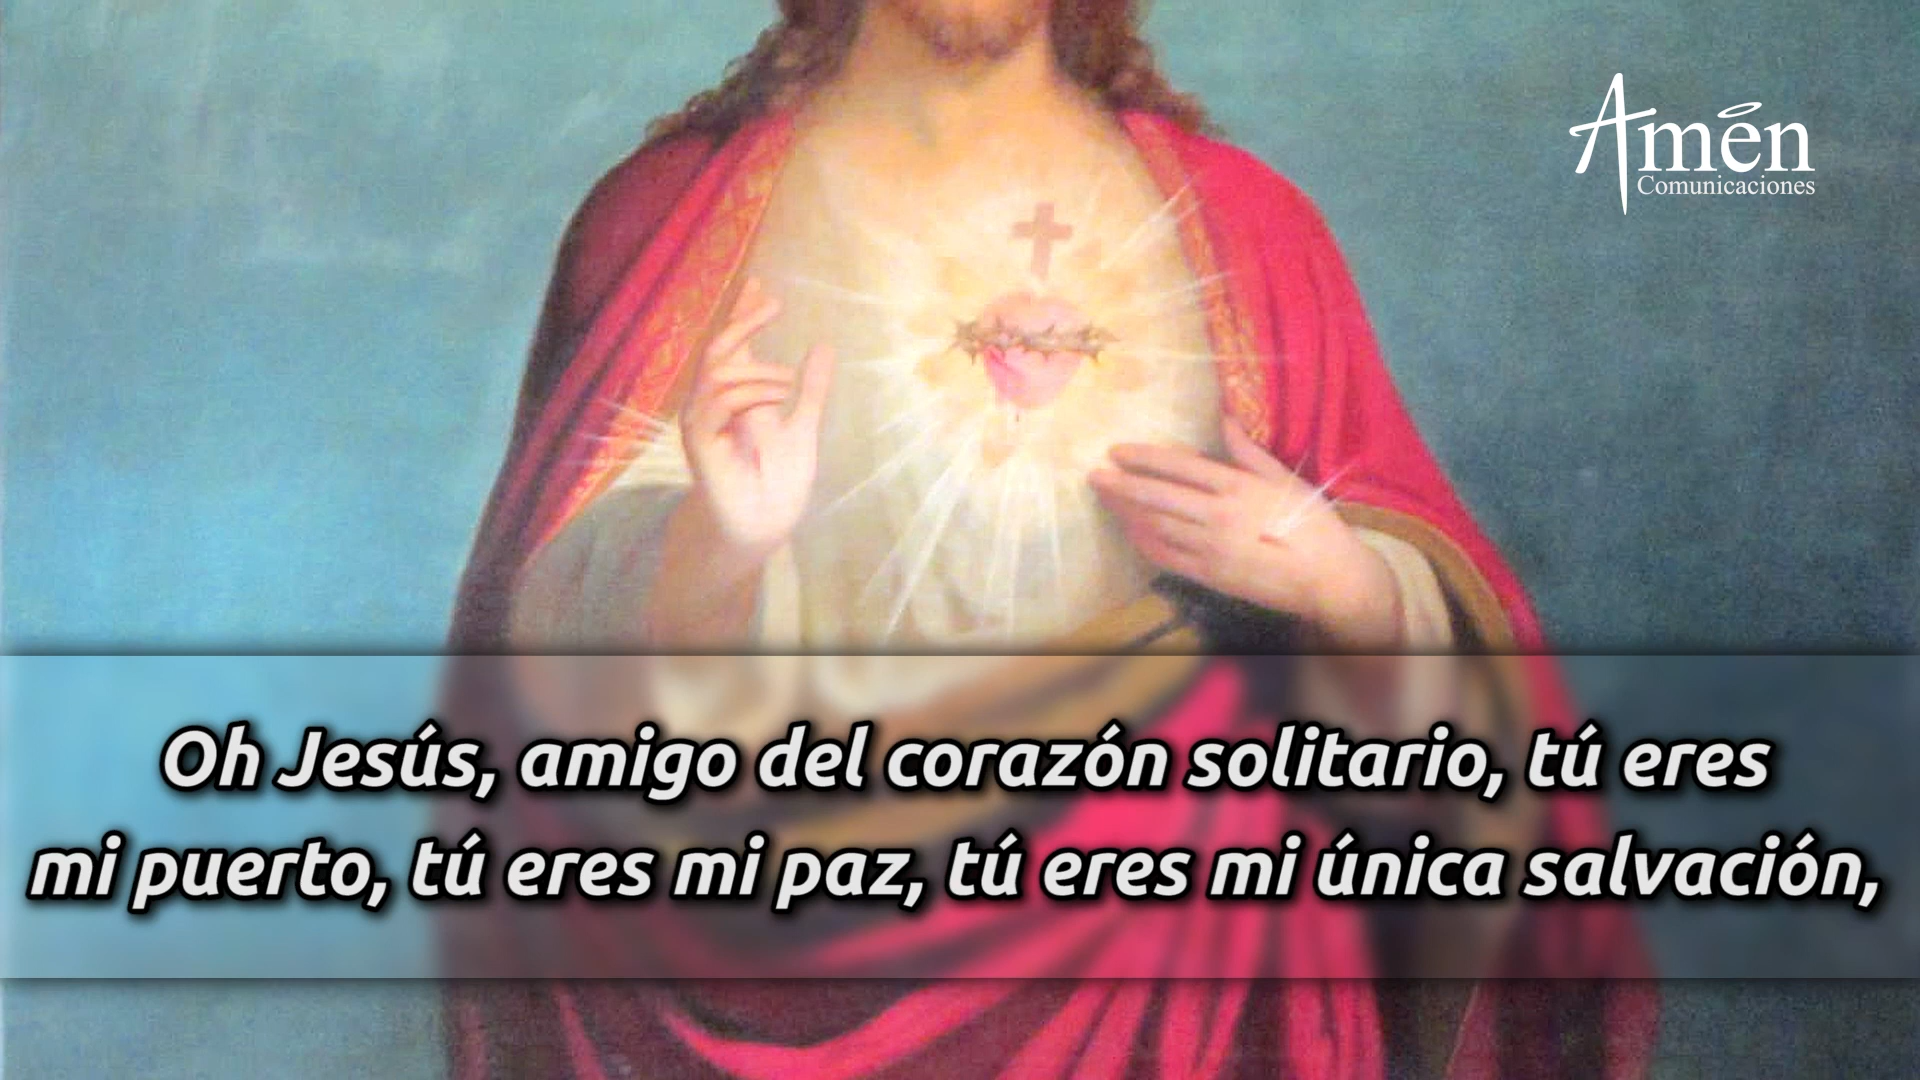 Amén
Comunicaciones
Oh Jesús, amigo del corazón solitario, tú eres
mi puerto, tú eres mi paz, tú eres mi única salvación,